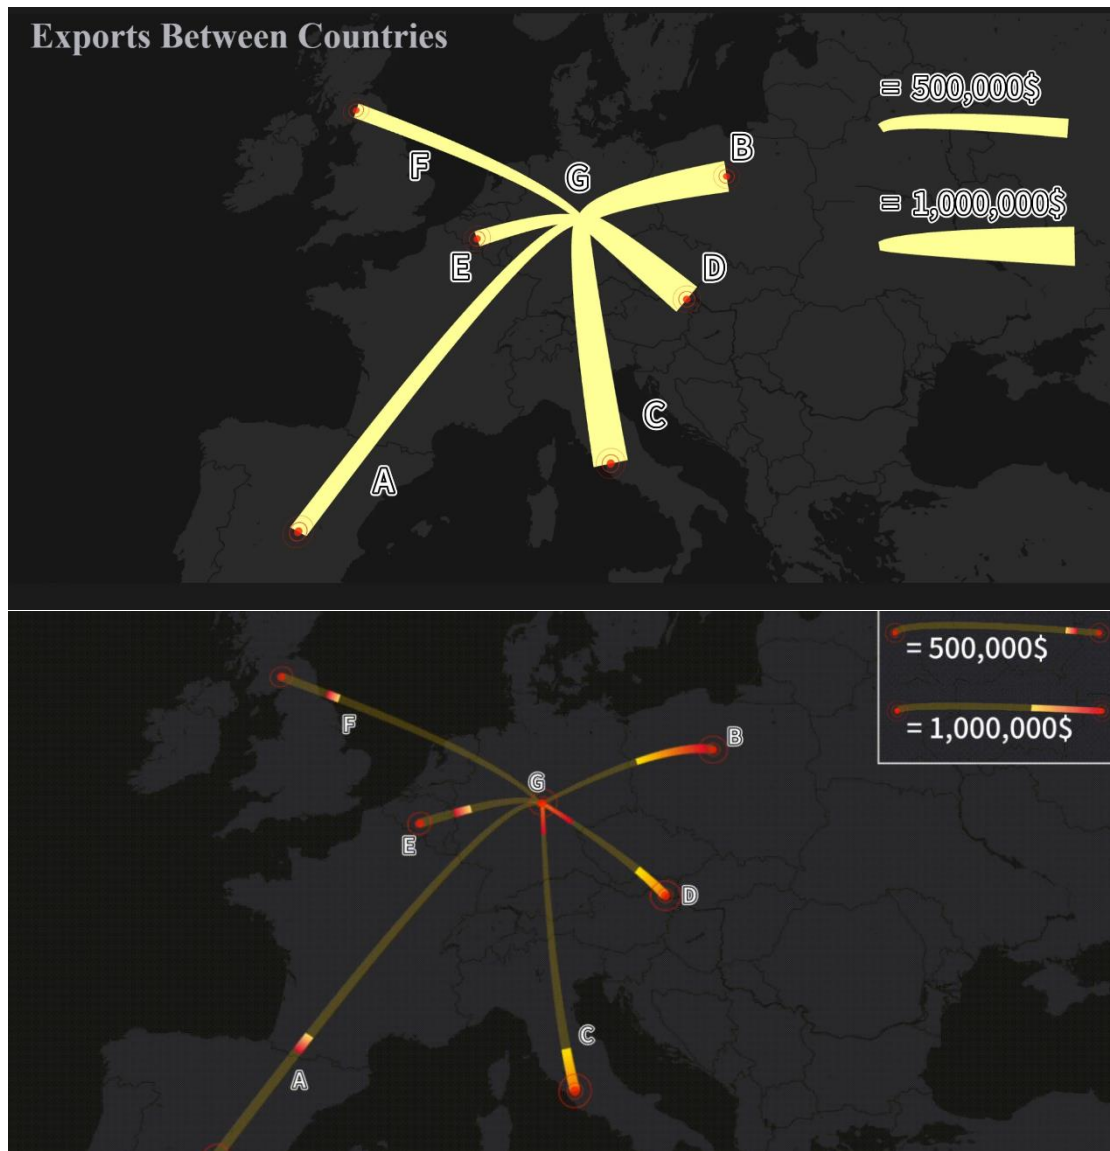 Exports Between Countries
= 500,000$
B
F
G
= 1,000,000$
E
D
C
A
= 500,000$
= 1,000,000$
F
B
G
E
D
C
A